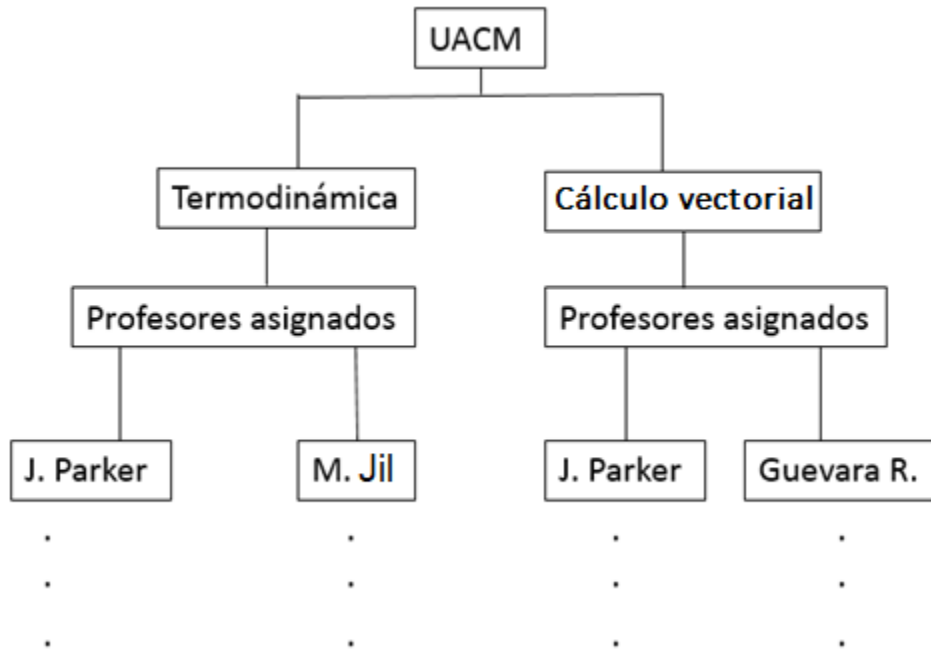 UACM
Termodinámica
Cálculo vectorial
Profesores asignados
Profesores asignados
J. Parker
M. Jil
J. Parker
Guevara R.